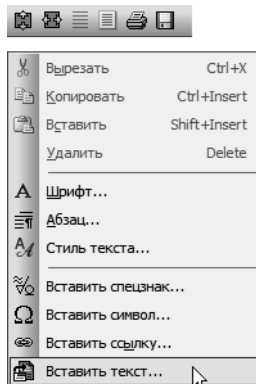 Вырезать Ctrl+X
Копировать Ctrl+Insert
Вставить Shift+Insert
Удалить Delete
Шрифт...
Абзац...
Стиль текста...
Вставить спецзнак...
Вставить символ...
Вставить ссылку...
Вставить текст...